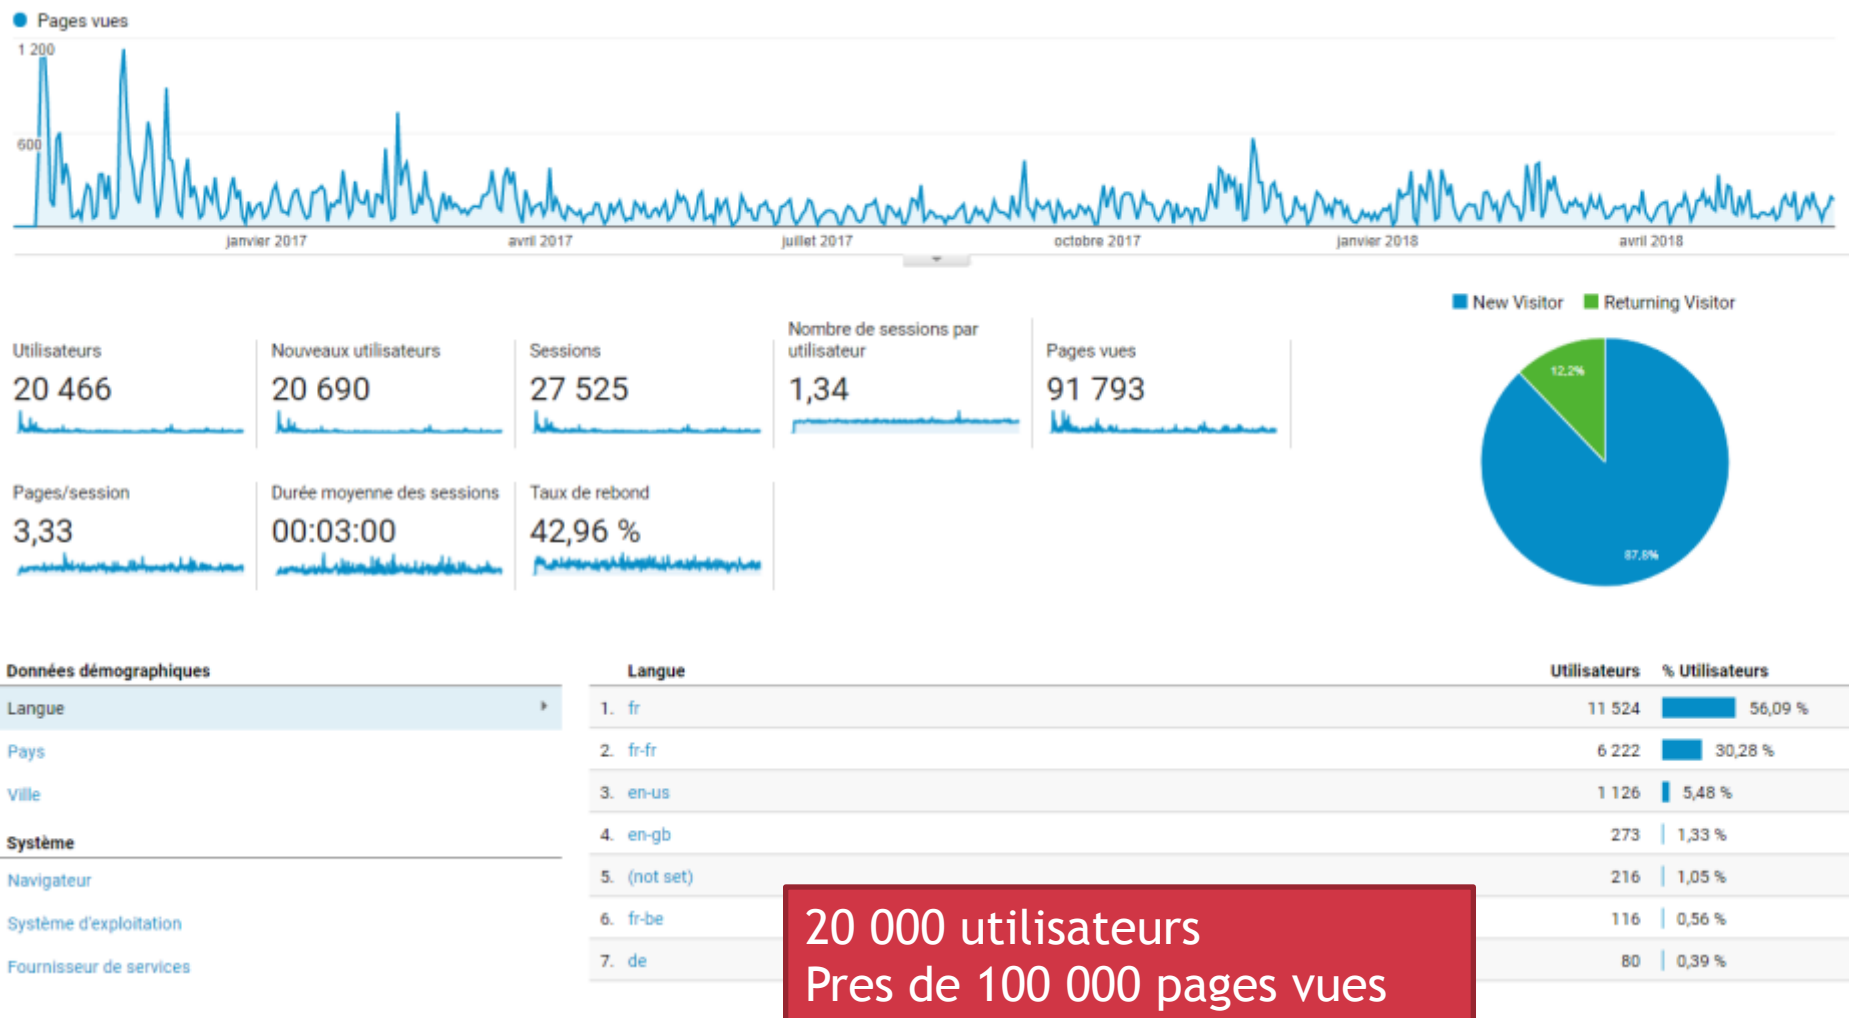 Pages vues
1 200
600
janvier 2017
avril 2017
juillet 2017
octobre 2017
janvier 2018
avril 2018
New Visitor
Returning Visitor
12,2%
87,8%
Utilisateurs
20 466
Nouveaux utilisateurs
20 690
Sessions
27 525
Nombre de sessions par
utilisateur
1,34
Pages vues
91 793
Pages/session
3,33
Durée moyenne des sessions
00:03:00
Taux de rebond
42,96 %
Données démographiques
Langue
Pays
Ville
Système
Navigateur
Système d'exploitation
Fournisseur de services
Langue Utilisateurs % Utilisateurs
1. fr 11 524 56,09 %
2. fr-fr 6 222 30,28 %
3. en-us 1 126 5,48 %
4. en-gb 273 1,33 %
5. (not set) 216 1,05 %
6. fr-be 116 0,56 %
7. de 80 0,39 %
20 000 utilisateurs
Pres de 100 000 pages vues